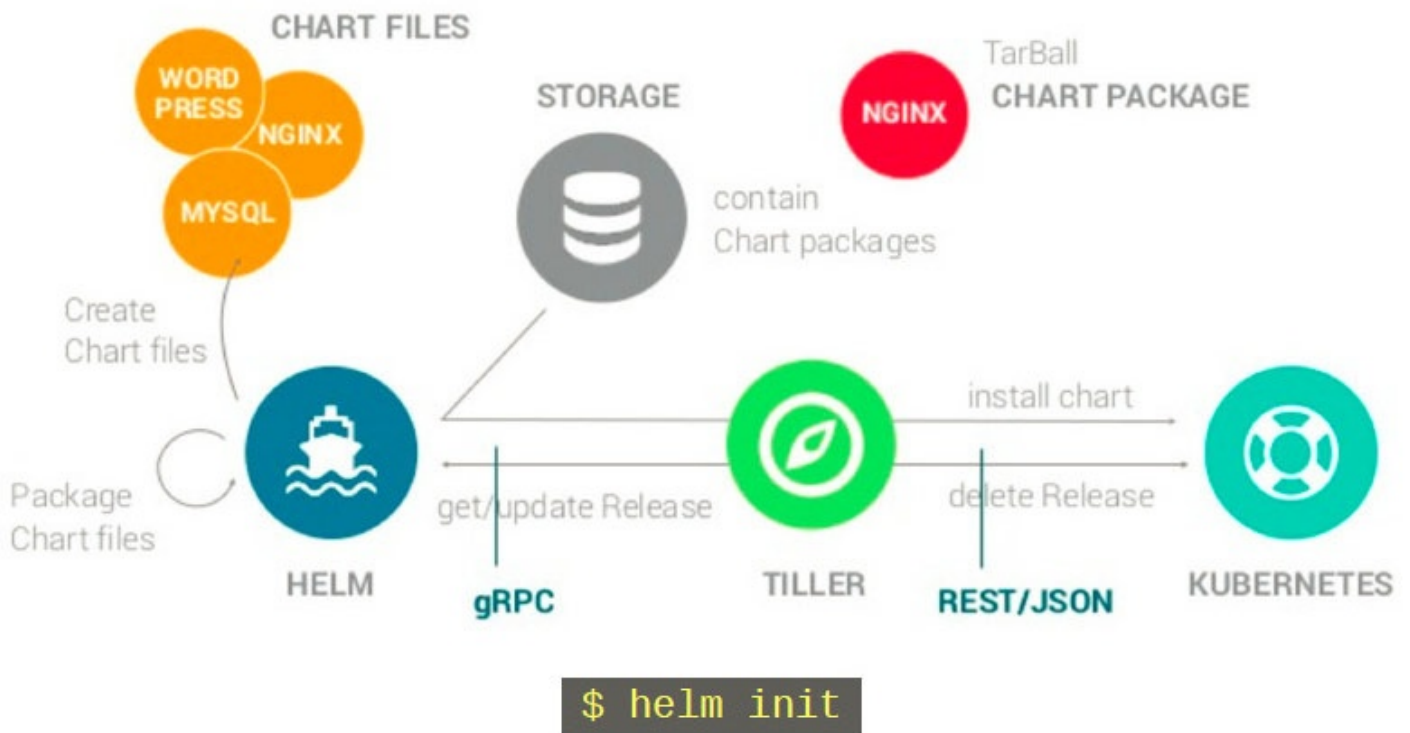 CHART FILES
WORD
PRESS
NGINX
MYSQL
STORAGE
contain
Chart packages
NGINX
TarBall
CHART PACKAGE
Create
Chart files
Package
Chart files
HELM
get/update Release
gRPC
TILLER
install chart
delete Release
REST/JSON
KUBERNETES
$ helm init